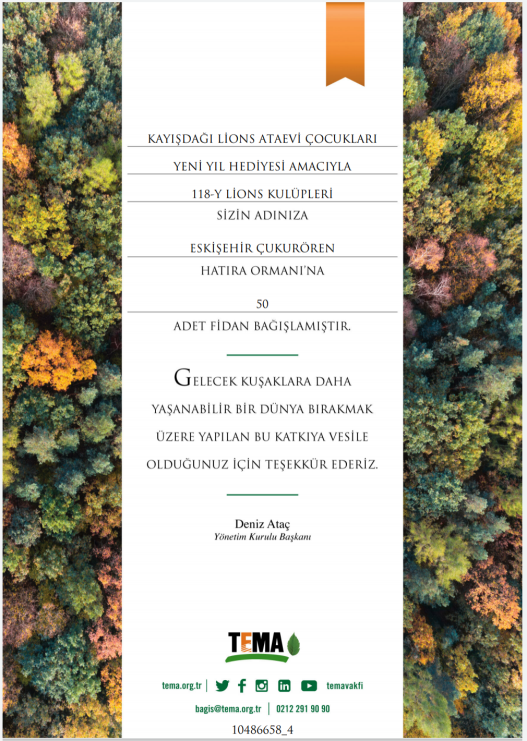 KAYIŞDAĞI LİONS ATAEVİ ÇOCUKLARI
YENİ YIL HEDİYESİ AMACIYLA
118-Y LİONS KULÜPLERİ
SİZİN ADINIZA
ESKİŞEHİR ÇUKURÖREN
HATIRA ORMANI'NA
50
ADET FİDAN BAĞIŞLAMIŞTIR.
GELECEK KUŞAKLARA DAHA
YAŞANABİLİR BİR DÜNYA BIRAKMAK
ÜZERE YAPILAN BU KATKIYA VESİLE
OLDUĞUNUZ İÇİN TEŞEKKÜR EDERİZ.
Deniz Ataç
Yönetim Kurulu Başkanı
TEMA
tema.org.tr | temavakfi
bagis@tema.org.tr | 0212 291 90 90
10486658_4